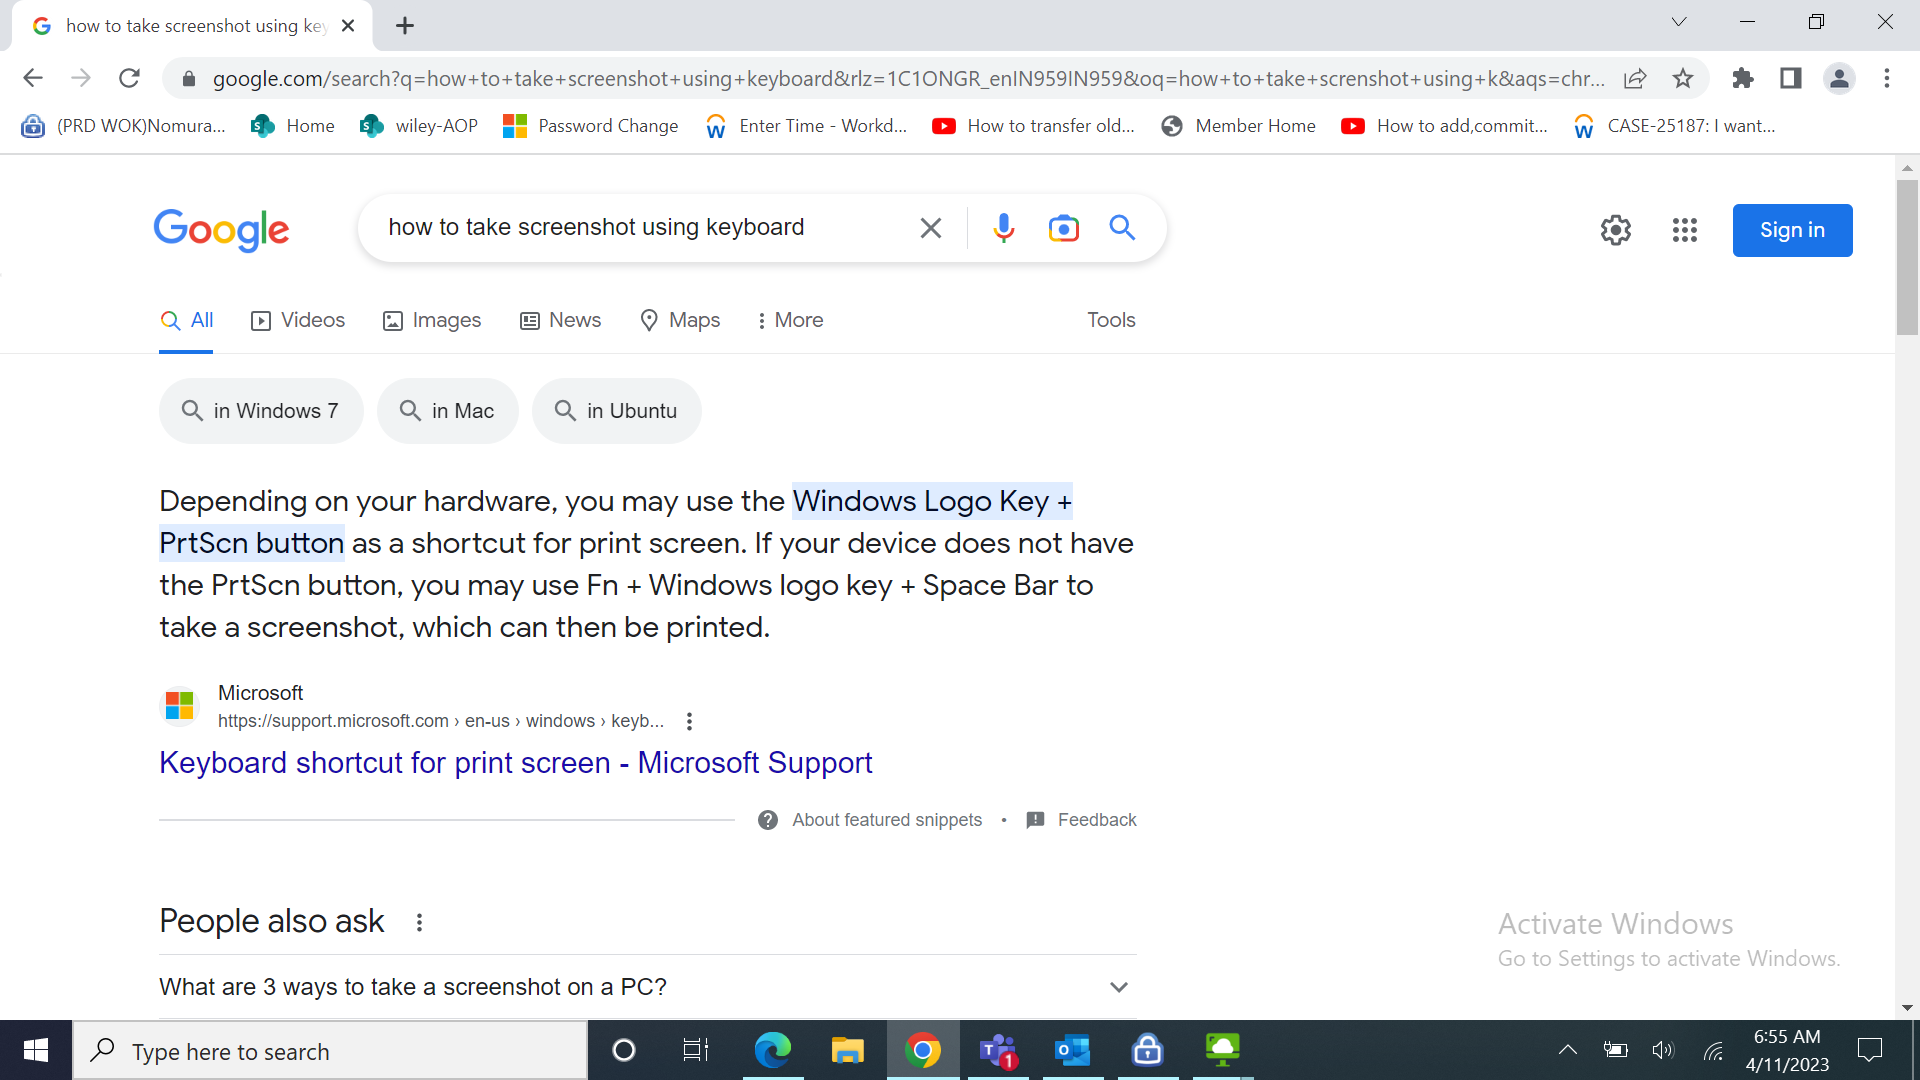 how to take screenshot using key
google.com/search?q=how+to+take+screenshot+using+keyboard&rlz=1C1ONGR_enIN959IN959&oq=how+to+take+screnshot+using+k&aqs=chr...
(PRD WOK)Nomura... Home wiley-AOP Password Change Enter Time - Workd... How to transfer old... Member Home How to add,commit... CASE-25187: I want...
Google how to take screenshot using keyboard Sign in
All Videos Images News Maps More Tools
in Windows 7 in Mac in Ubuntu
Depending on your hardware, you may use the Windows Logo Key +
PrtScn button as a shortcut for print screen. If your device does not have
the PrtScn button, you may use Fn + Windows logo key + Space Bar to
take a screenshot, which can then be printed.
Microsoft
https://support.microsoft.com › en-us › windows › keyb...
Keyboard shortcut for print screen - Microsoft Support
About featured snippets • Feedback
People also ask
What are 3 ways to take a screenshot on a PC?
Activate Windows
Go to Settings to activate Windows.
Type here to search
1
6:55 AM
4/11/2023